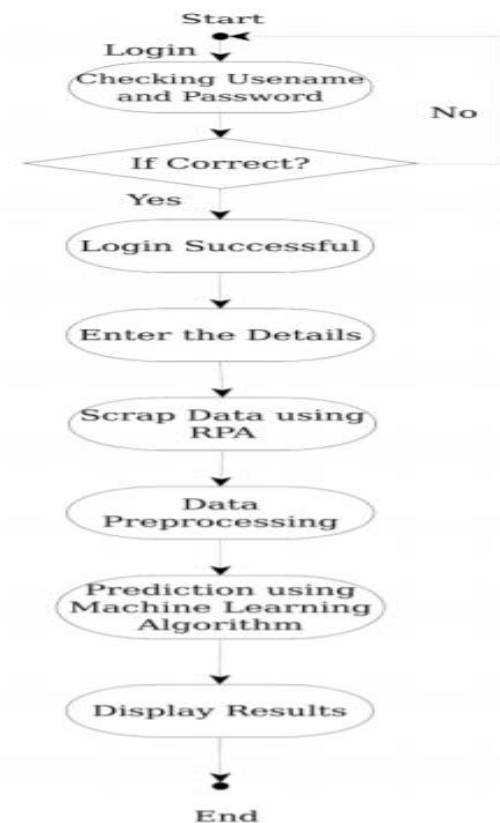 Start
Login
Checking Usename
and Password
No
If Correct?
Yes
Login Successful
Enter the Details
Scrap Data using
RPA
Data
Preprocessing
Prediction using
Machine Learning
Algorithm
Display Results
End